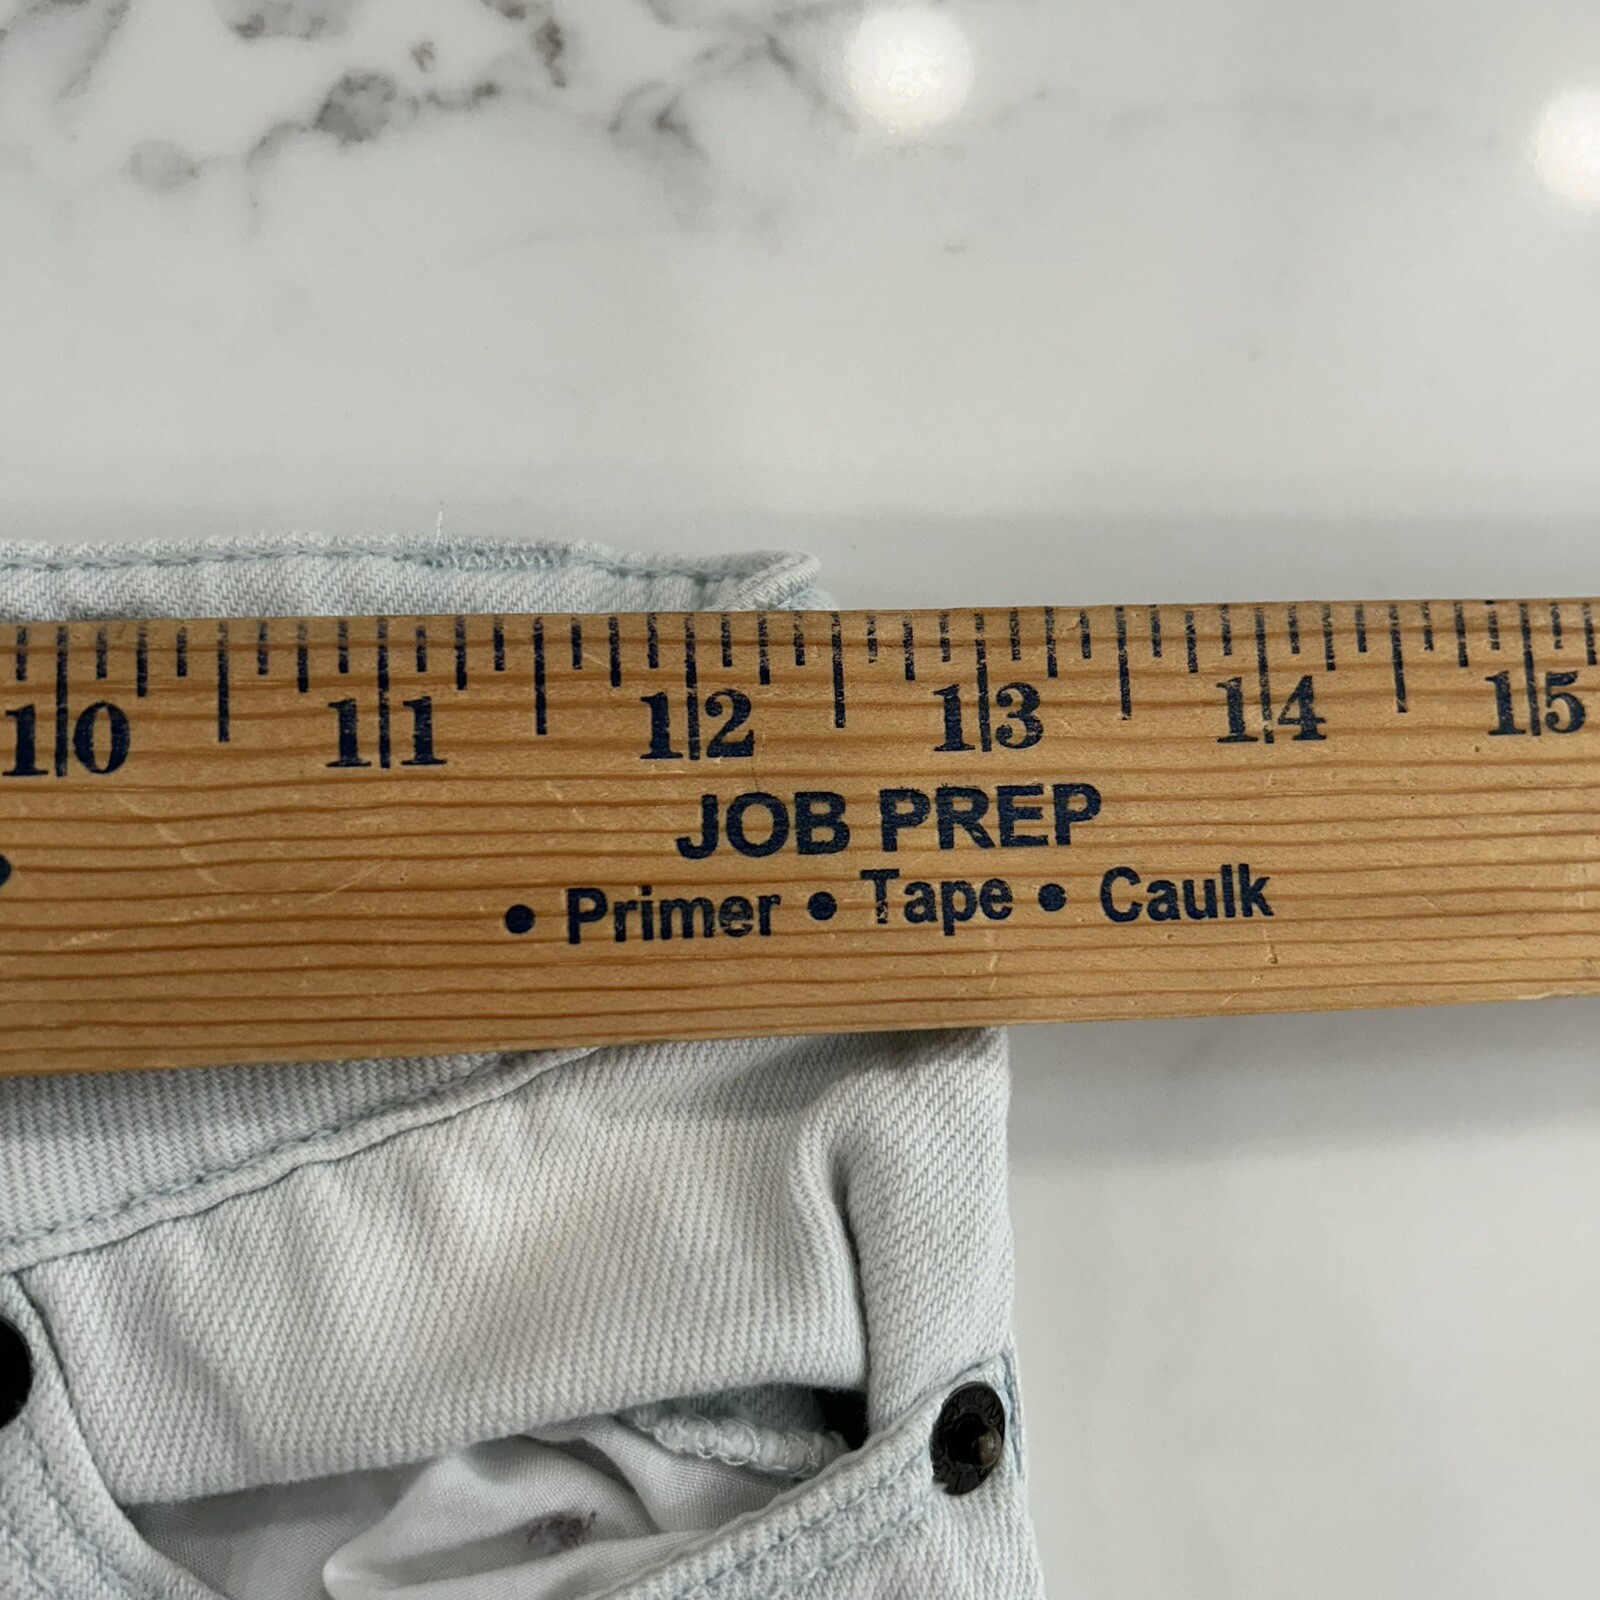 10 11 12 13 14 15
JOB PREP
• Primer • Tape • Caulk